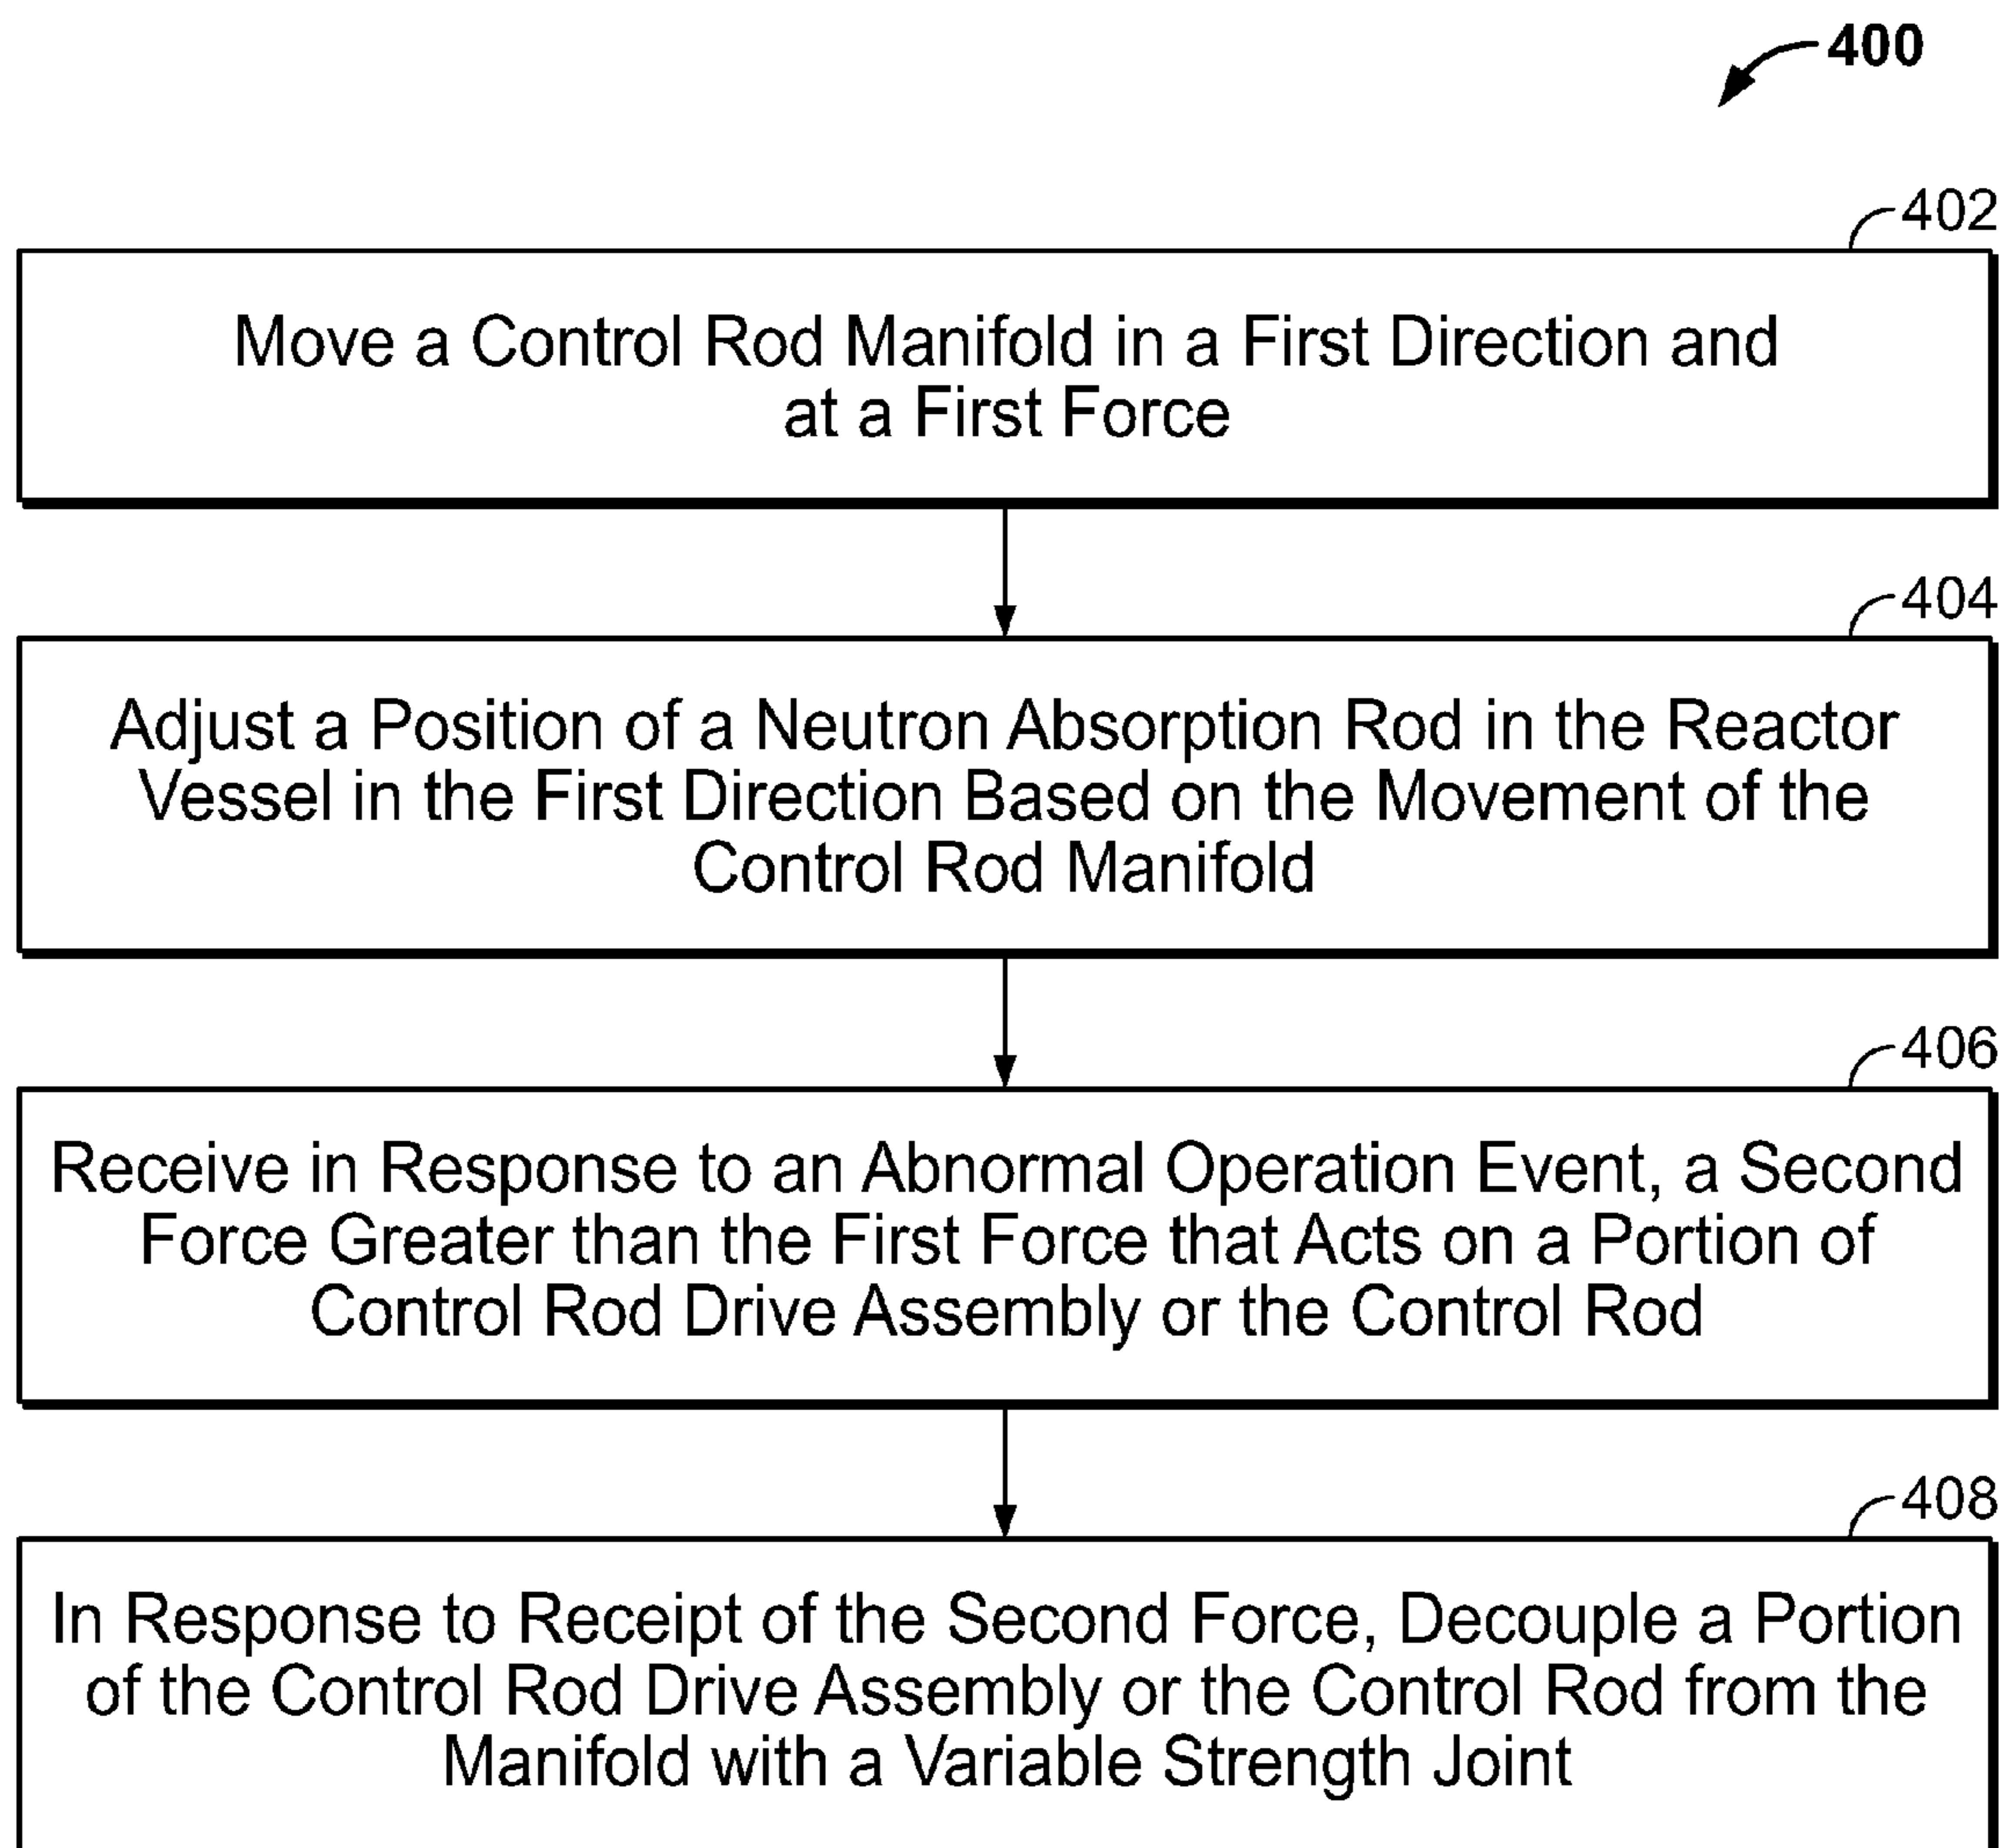 400
402
Move a Control Rod Manifold in a First Direction and
at a First Force
404
Adjust a Position of a Neutron Absorption Rod in the Reactor
Vessel in the First Direction Based on the Movement of the
Control Rod Manifold
406
Receive in Response to an Abnormal Operation Event, a Second
Force Greater than the First Force that Acts on a Portion of
Control Rod Drive Assembly or the Control Rod
408
In Response to Receipt of the Second Force, Decouple a Portion
of the Control Rod Drive Assembly or the Control Rod from the
Manifold with a Variable Strength Joint